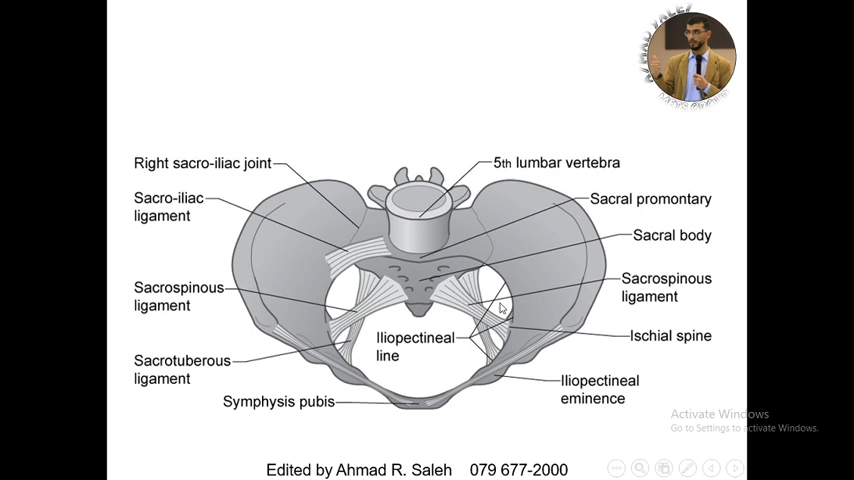 Right sacro-iliac joint
5th lumbar vertebra
Sacro-iliac
ligament
Sacral promontary
Sacral body
Sacrospinous
ligament
Sacrospinous
ligament
Iliopectineal
line
Ischial spine
Sacrotuberous
ligament
Iliopectineal
eminence
Symphysis pubis
Activate Windows
Go to Settings to activate Windows.
Edited by Ahmad R. Saleh 079 677-2000